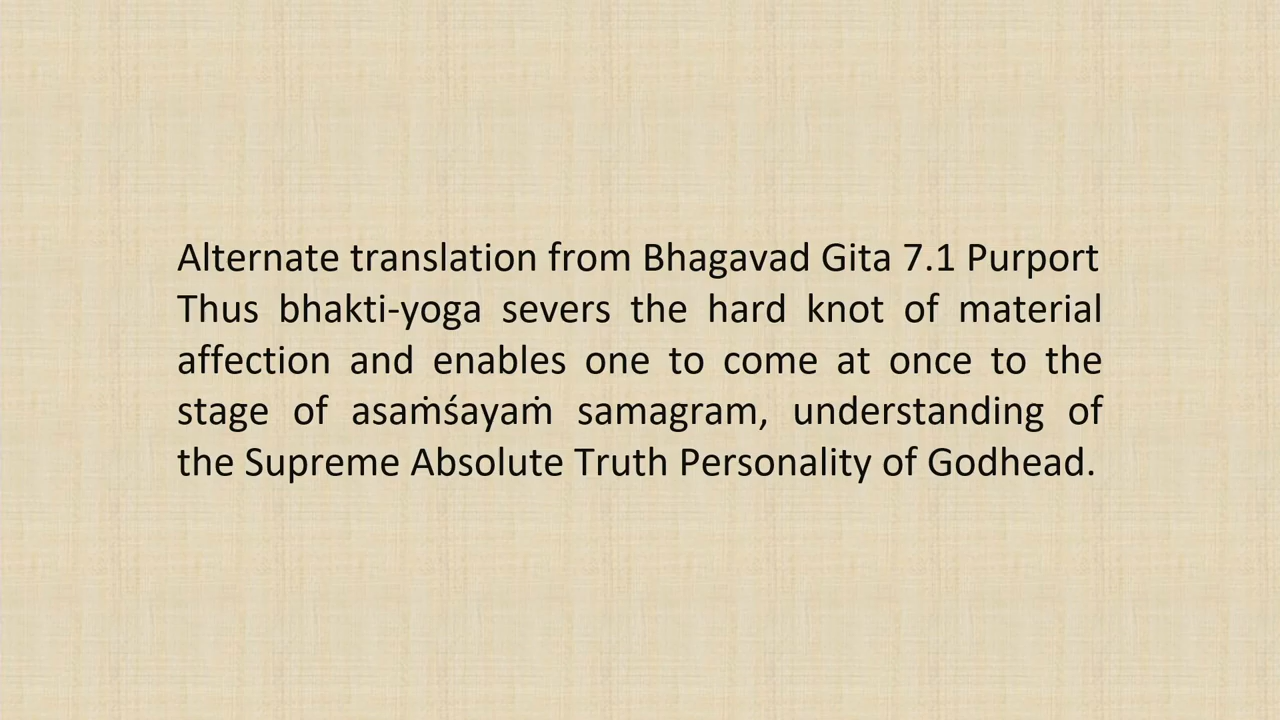 Alternate translation from Bhagavad Gita 7.1 Purport
Thus bhakti-yoga severs the hard knot of material
affection and enables one to come at once to the
stage of asaṁśayaṁ samagram, understanding of
the Supreme Absolute Truth Personality of Godhead.